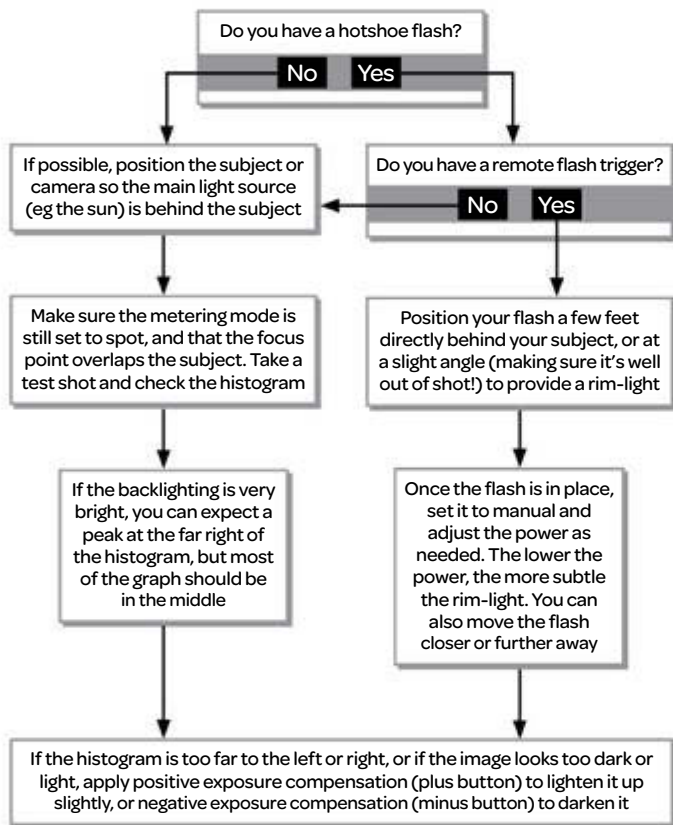 Do you have a hotshoe flash?
No Yes
If possible, position the subject or
camera so the main light source
(eg the sun) is behind the subject
Do you have a remote flash trigger?
No Yes
Make sure the metering mode is
still set to spot, and that the focus
point overlaps the subject. Take a
test shot and check the histogram
Position your flash a few feet
directly behind your subject, or at
a slight angle (making sure it's well
out of shot!) to provide a rim-light
If the backlighting is very
bright, you can expect a
peak at the far right of
the histogram, but most
of the graph should be
in the middle
Once the flash is in place,
set it to manual and
adjust the power as
needed. The lower the
power, the more subtle
the rim-light. You can
also move the flash
closer or further away
If the histogram is too far to the left or right, or if the image looks too dark or
light, apply positive exposure compensation (plus button) to lighten it up
slightly, or negative exposure compensation (minus button) to darken it